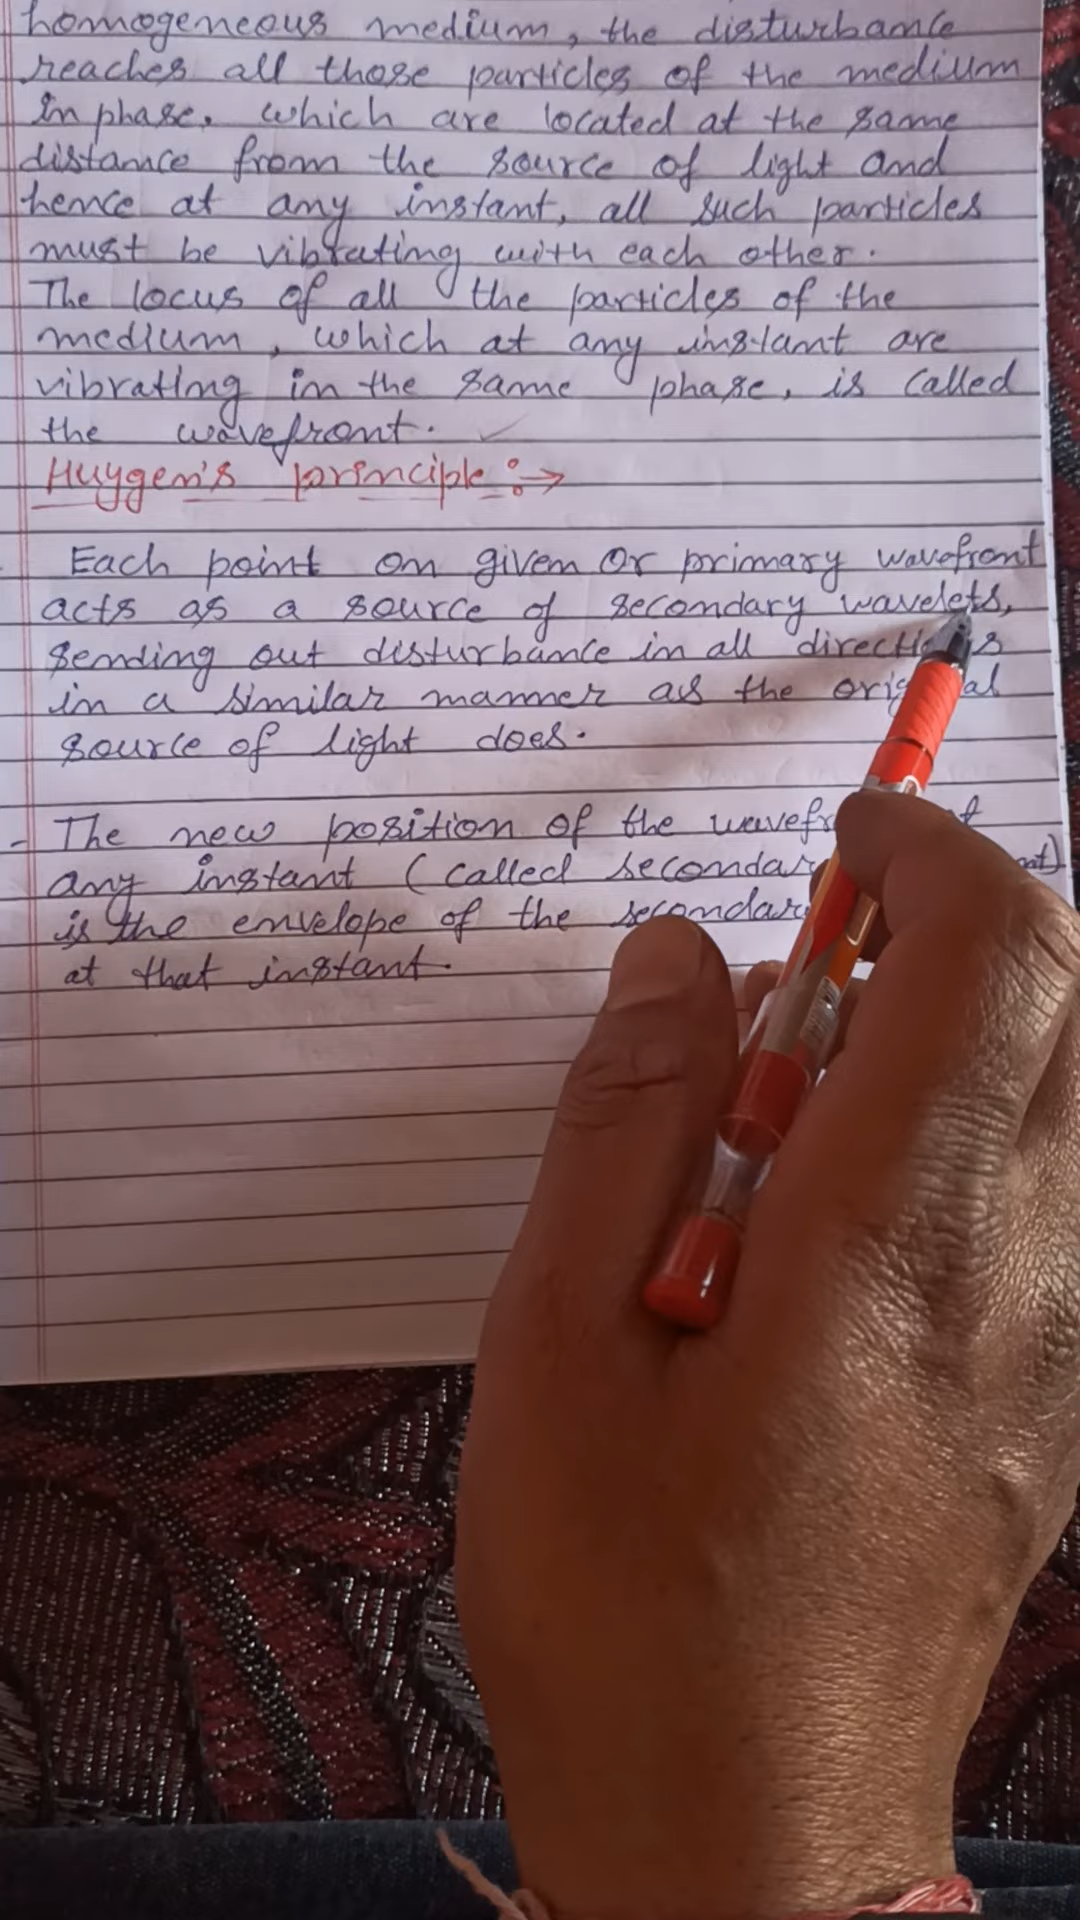 homogeneous medium, the disturbance
reaches all those particles of the medium
in phase, which are located at the same
distance from the source of light and
hence at any instant, all such particles
must be vibrating with each other.
The locus of all the particles of the
medium, which at any instant are
vibrating in the same phase, is called
the wavefront.
Huygen's principle :→
Each point on given or primary wavefront
acts as a source of secondary wavelets,
sending out disturbance in all directions
in a similar manner as the original
source of light does.
- The new position of the
any instant (called
is the envelope of the
at that instant.